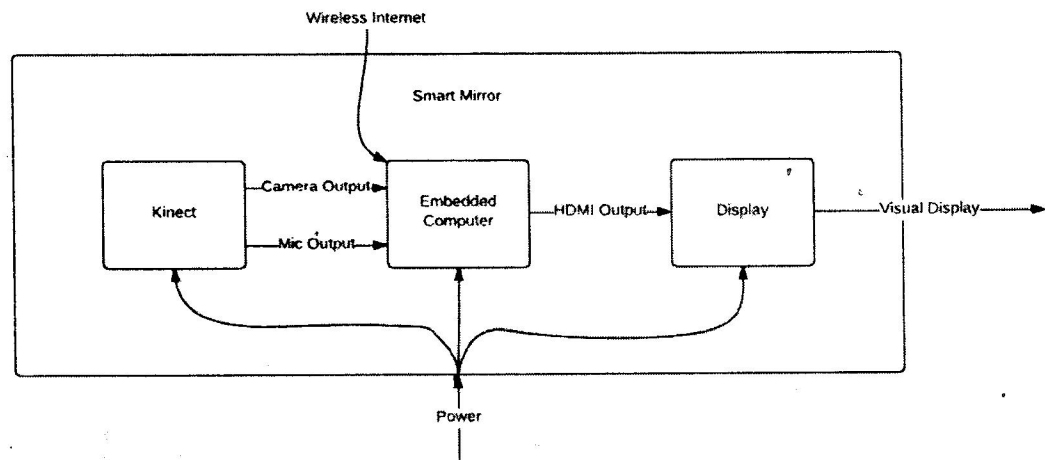 Wireless Internet
Smart Mirror
Kinect
Camera Output
Mic Output
Embedded
Computer
HDMI Output
Display
Visual Display
Power